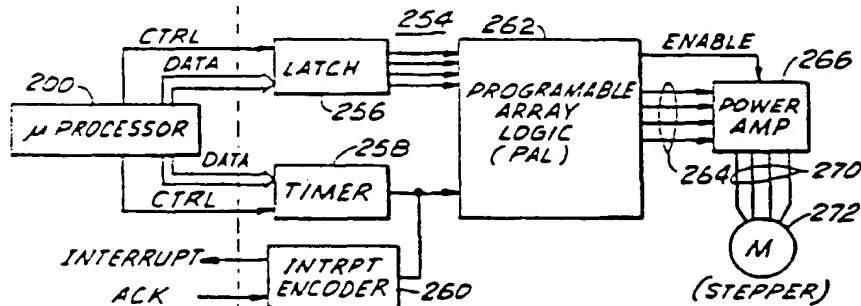 CTRL
DATA
200
μ PROCESSOR
DATA
CTRL
INTERRUPT
ACK
LATCH
256
254
258
TIMER
INTRPT
ENCODER
260
262
PROGRAMABLE
ARRAY
LOGIC
(PAL)
ENABLE
266
POWER
AMP
264
270
272
M
(STEPPER)